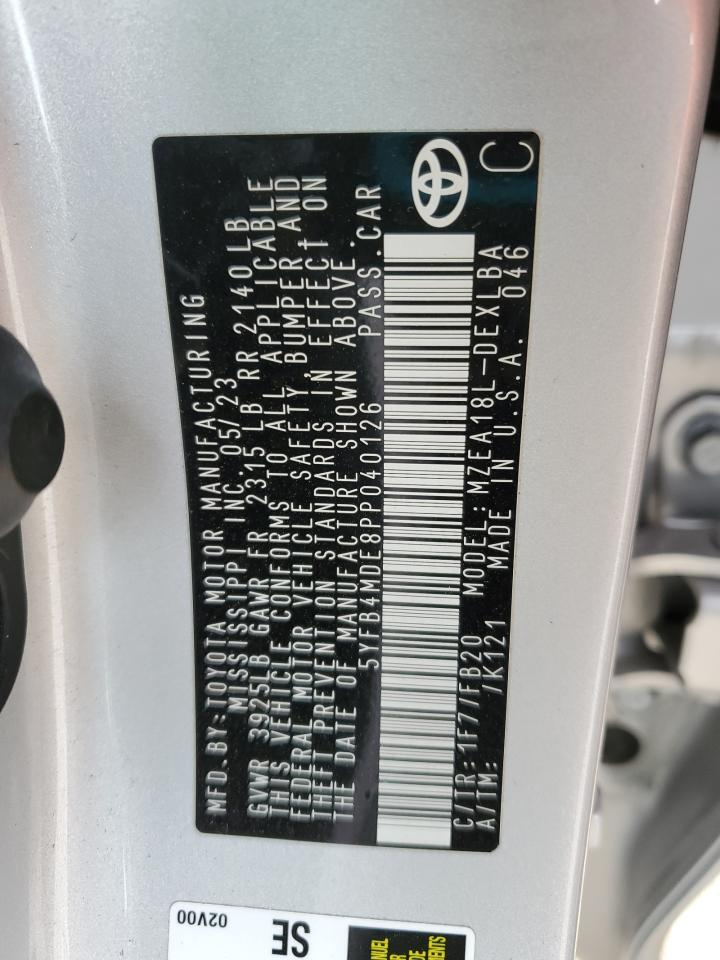 MFD. BY: TOYOTA MOTOR MANUFACTURING
MISSISSIPPI INC. 05/23
GVWR 3925LB GAWR FR 2315 LB RR 2140 LB
THIS VEHICLE CONFORMS TO ALL APPLICABLE
FEDERAL MOTOR VEHICLE SAFETY, BUMPER, AND
THEFT PREVENTION STANDARDS IN EFFECT ON
THE DATE OF MANUFACTURE SHOWN ABOVE.
5YFB4MDE8PP040126 PASS. CAR
C/TR: 1F7/FB20 MODEL: MZEA18L-DEXLBA
A/TM: /K121 MADE IN U.S.A. 046
C
02V00
SE